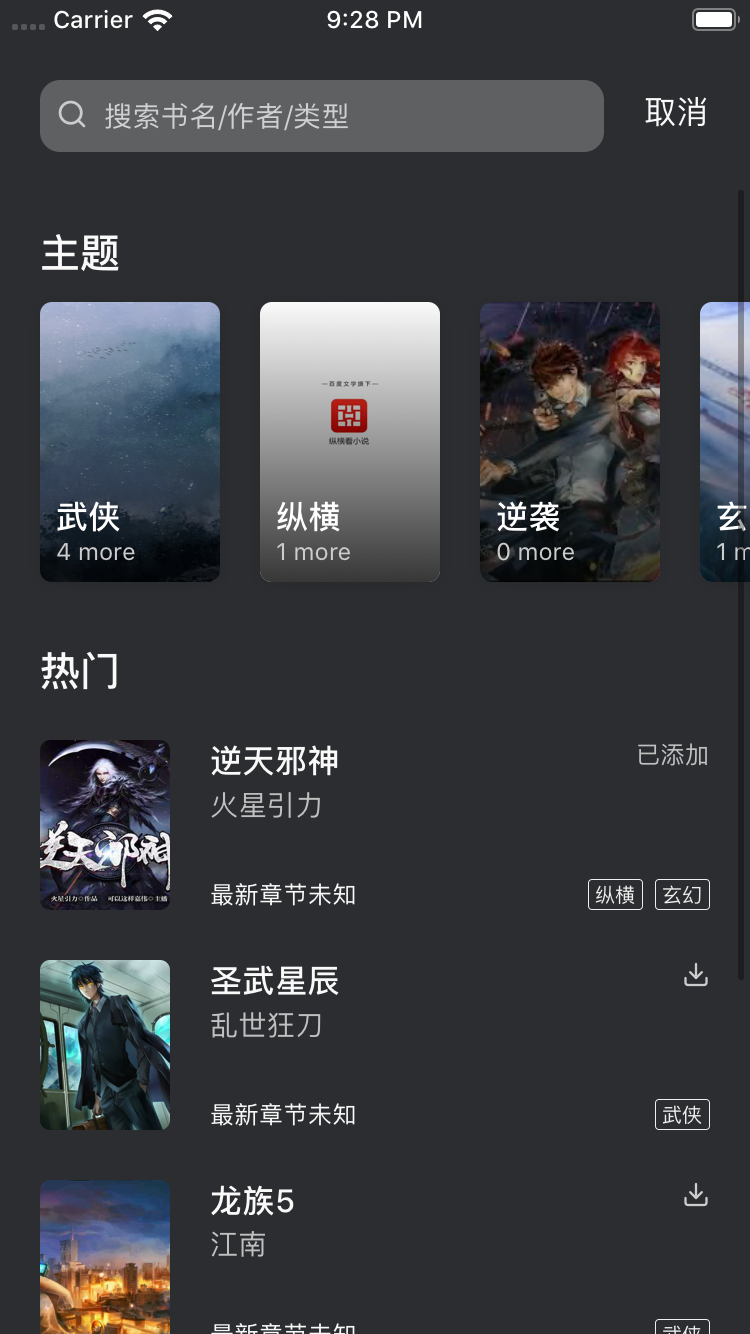 Carrier
9:28 PM
搜索书名/作者/类型
取消
主题
一百度文学旗下一
纵横看小说
武侠
4 more
纵横
1 more
逆袭
0 more
玄
1 m
热门
逆天邪神
已添加
火星引力
最新章节未知
纵横
玄幻
逆天邪神
火星引力◎作品
可以这样嘉伟◎主播
圣武星辰
乱世狂刀
最新章节未知
武侠
龙族5
江南
最新章节未知
武侠